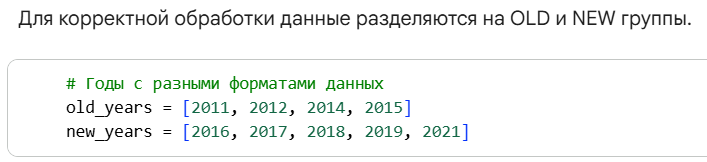 Для корректной обработки данные разделяются на OLD и NEW группы.
# Годы с разными форматами данных
old_years = [2011, 2012, 2014, 2015]
new_years = [2016, 2017, 2018, 2019, 2021]